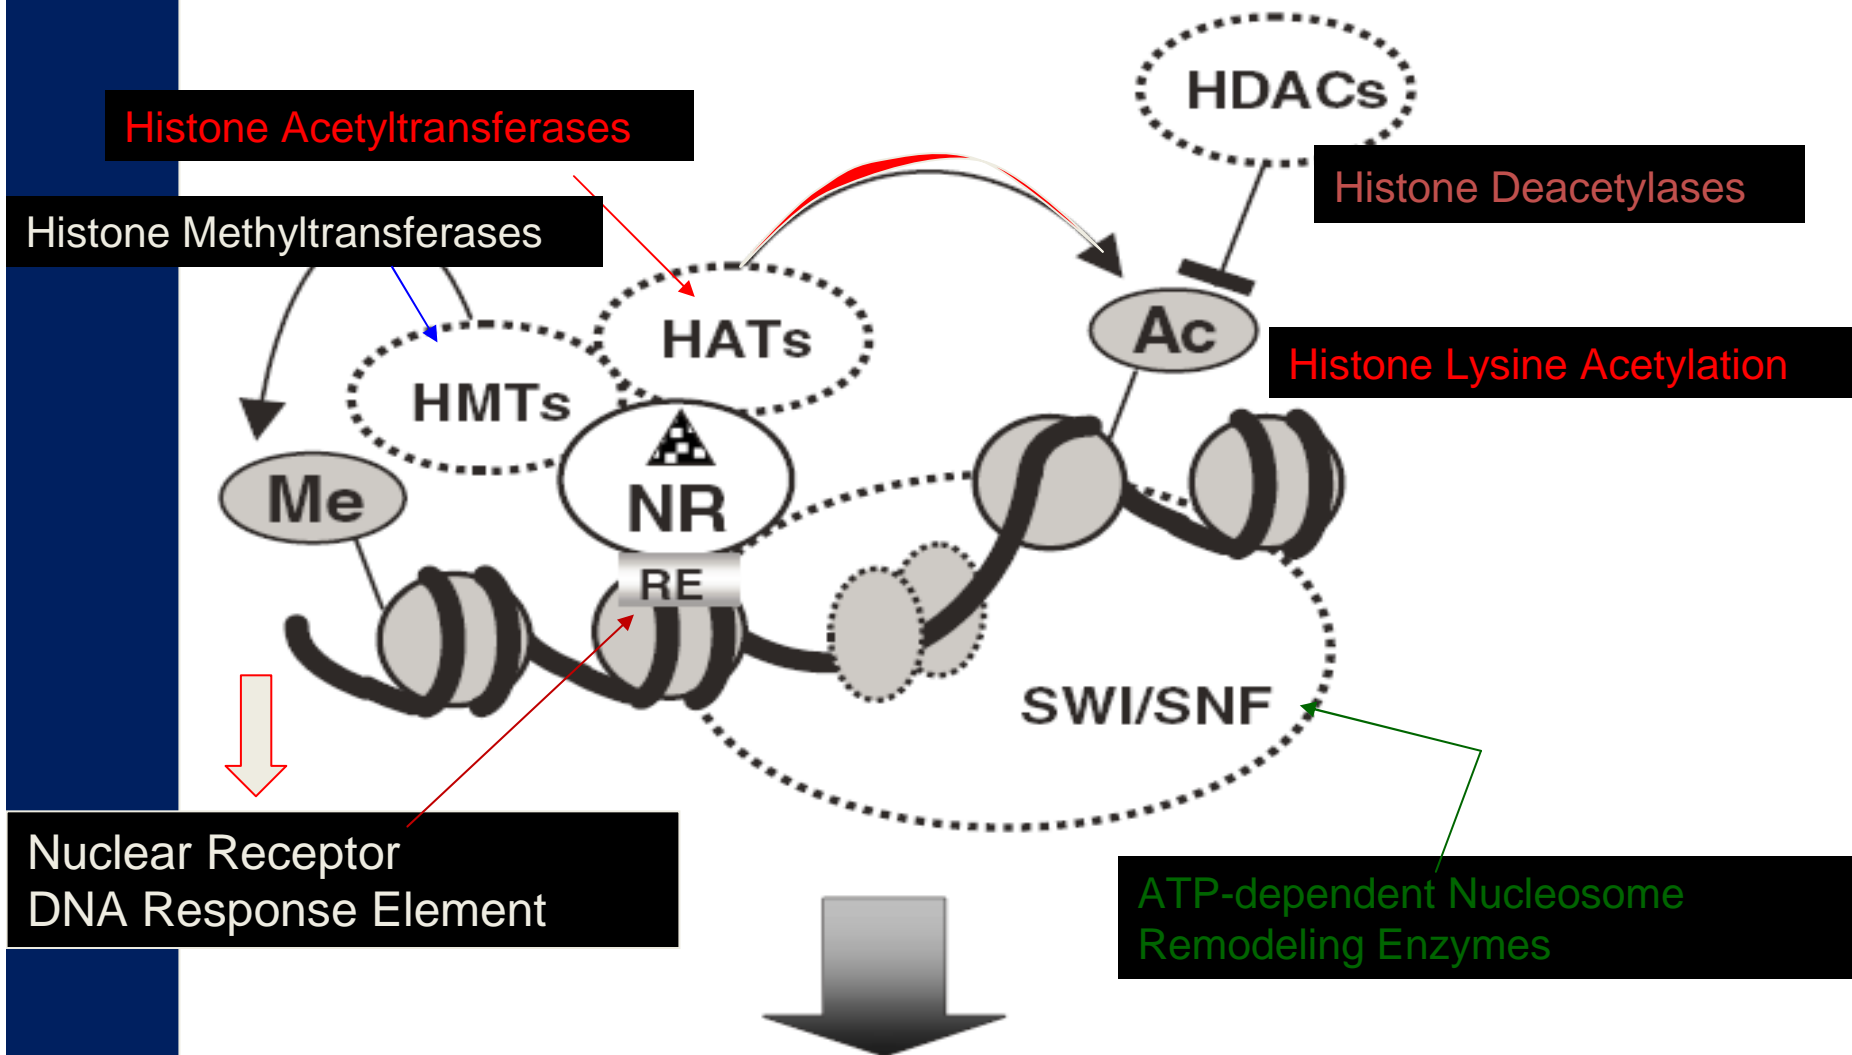 HDACs
Histone Acetyltransferases
Histone Deacetylases
Histone Methyltransferases
HATs
Ac
Histone Lysine Acetylation
HMTs
Me
NR
RE
SWI/SNF
Nuclear Receptor
DNA Response Element
ATP-dependent Nucleosome
Remodeling Enzymes